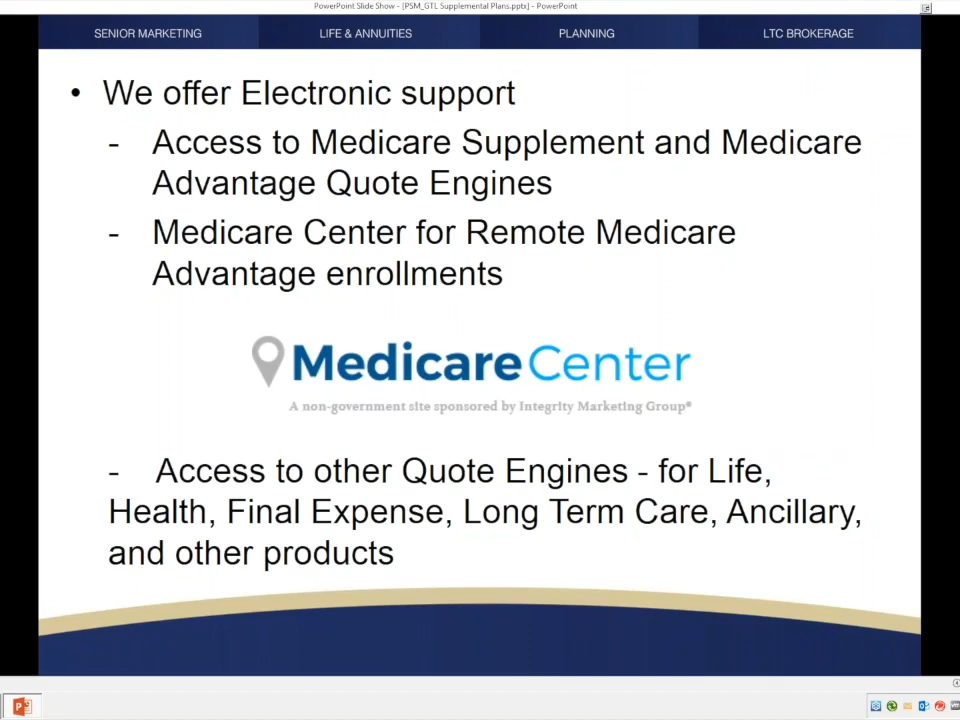 PowerPoint Slide Show - [PSM_GTL Supplemental Plans.pptx] - PowerPoint
SENIOR MARKETING LIFE & ANNUITIES PLANNING LTC BROKERAGE
• We offer Electronic support
- Access to Medicare Supplement and Medicare
Advantage Quote Engines
- Medicare Center for Remote Medicare
Advantage enrollments
MedicareCenter
A non-government site sponsored by Integrity Marketing Group®
- Access to other Quote Engines - for Life,
Health, Final Expense, Long Term Care, Ancillary,
and other products